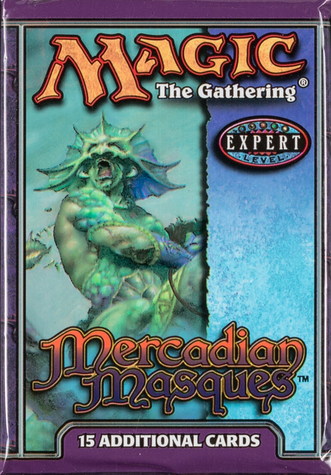 MAGIC
The Gathering®
EXPERT
LEVEL
Mercadian
Masques™
15 ADDITIONAL CARDS